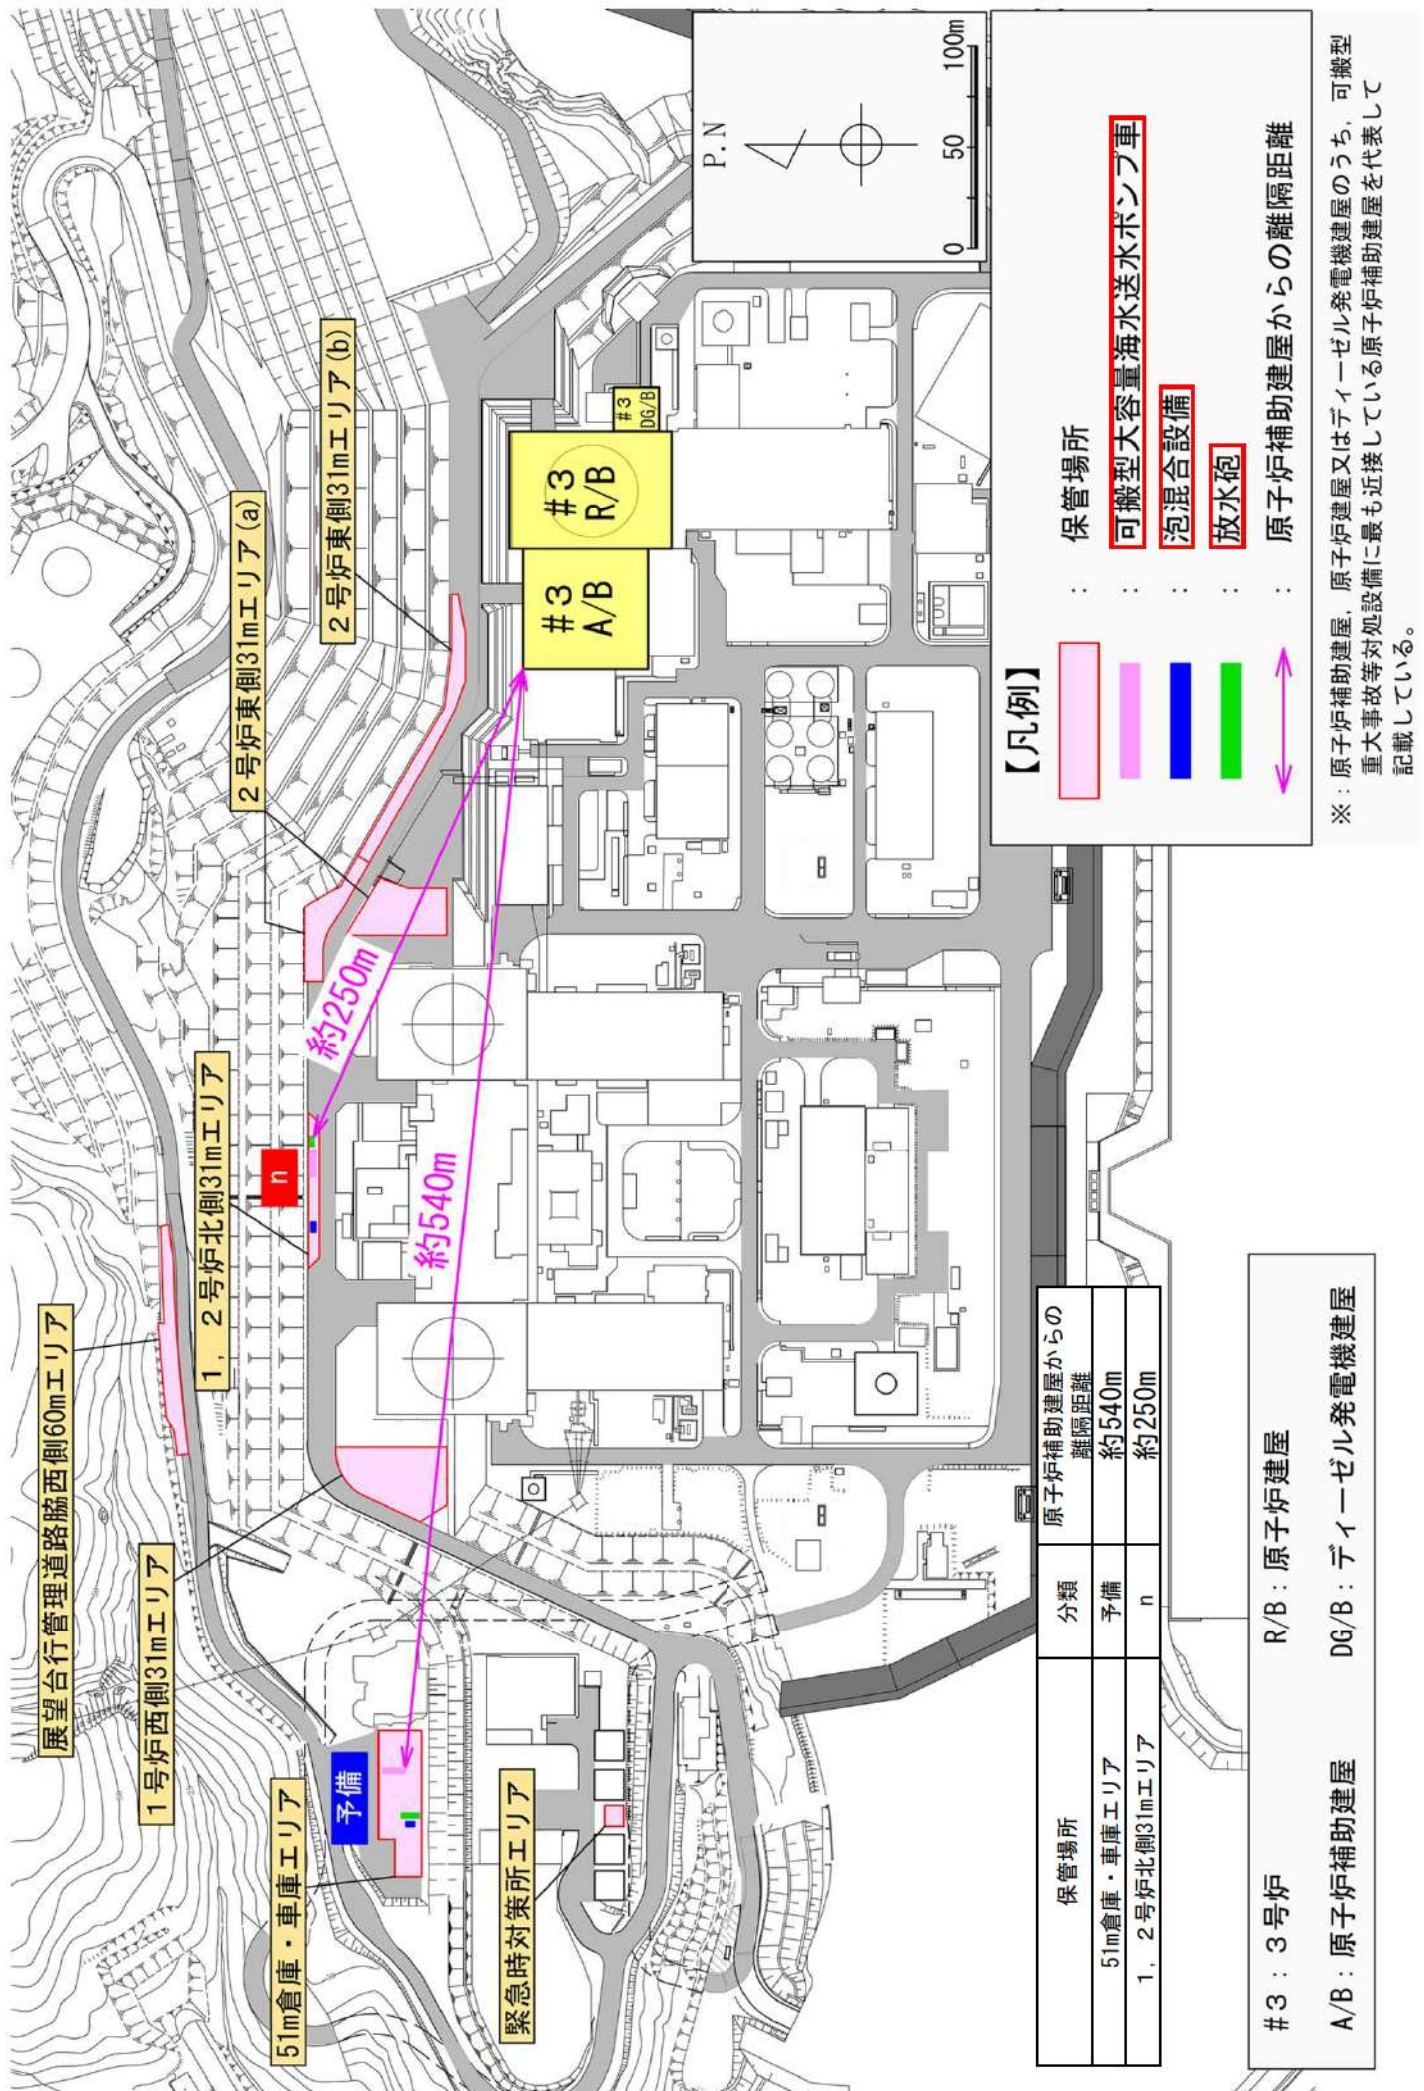 展望台行管理道路脇西側60mエリア
1号炉西側31mエリア
51m倉庫・車庫エリア
予備
緊急時対策所エリア
1，2号炉北側31mエリア
n
2号炉東側31mエリア(a)
2号炉東側31mエリア(b)
約250m
約540m
#3
A/B
#3
R/B
#3
DG/B
P.N
0 50 100m
【凡例】
： 保管場所
： 可搬型大容量海水送水ポンプ車
： 泡混合設備
： 放水砲
： 原子炉補助建屋からの離隔距離
※：原子炉補助建屋，原子炉建屋又はディーゼル発電機建屋のうち，可搬型
重大事故等対処設備に最も近接している原子炉補助建屋を代表して
記載している。
保管場所 分類 原子炉補助建屋からの
離隔距離
51m倉庫・車庫エリア 予備 約540m
1，2号炉北側31mエリア n 約250m
#3：3号炉 R/B：原子炉建屋
A/B：原子炉補助建屋 DG/B：ディーゼル発電機建屋